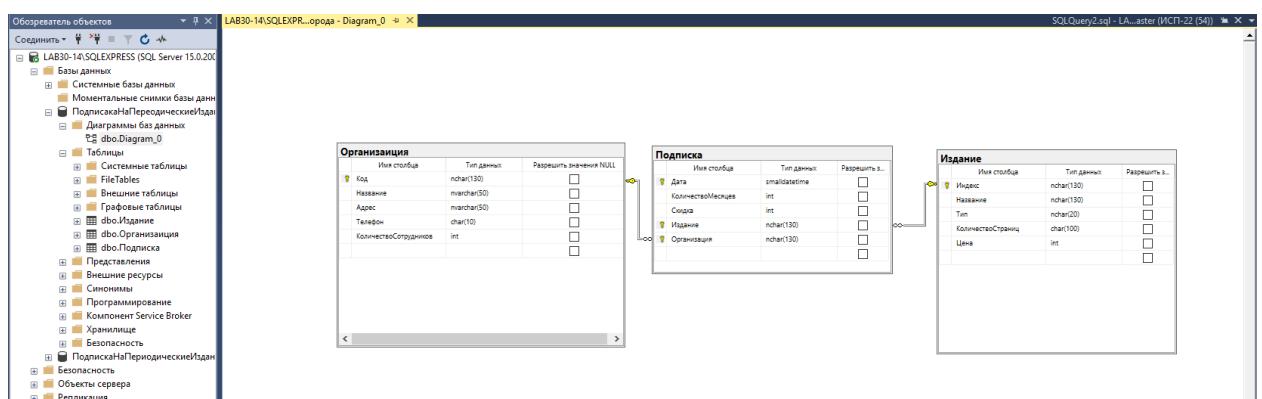 Обозреватель объектов
Соединить
LAB30-14\SQLEXPRESS (SQL Server 15.0.200
Базы данных
Системные базы данных
Моментальные снимки базы данн
ПодписакаНаПереодическиеИздан
Диаграммы баз данных
dbo.Diagram_0
Таблицы
Системные таблицы
FileTables
Внешние таблицы
Графовые таблицы
dbo.Издание
dbo.Организаиция
dbo.Подписка
Представления
Внешние ресурсы
Синонимы
Программирование
Компонент Service Broker
Хранилище
Безопасность
ПодпискаНаПериодическиеИздан
Безопасность
Объекты сервера
Репликация
LAB30-14\SQLEXPR...орода - Diagram_0
SQLQuery2.sql - LA...aster (ИСП-22 (54))
Организаиция
Имя столбца Тип данных Разрешить значения NULL
Код nchar(130)
Название nvarchar(50)
Адрес nvarchar(50)
Телефон char(10)
КоличествоСотрудников int
Подписка
Имя столбца Тип данных Разрешить з...
Дата smalldatetime
КоличествоМесяцев int
Скидка int
Издание nchar(130)
Организация nchar(130)
Издание
Имя столбца Тип данных Разрешить з...
Индекс nchar(130)
Название nchar(130)
Тип nchar(20)
КоличествоСтраниц char(100)
Цена int